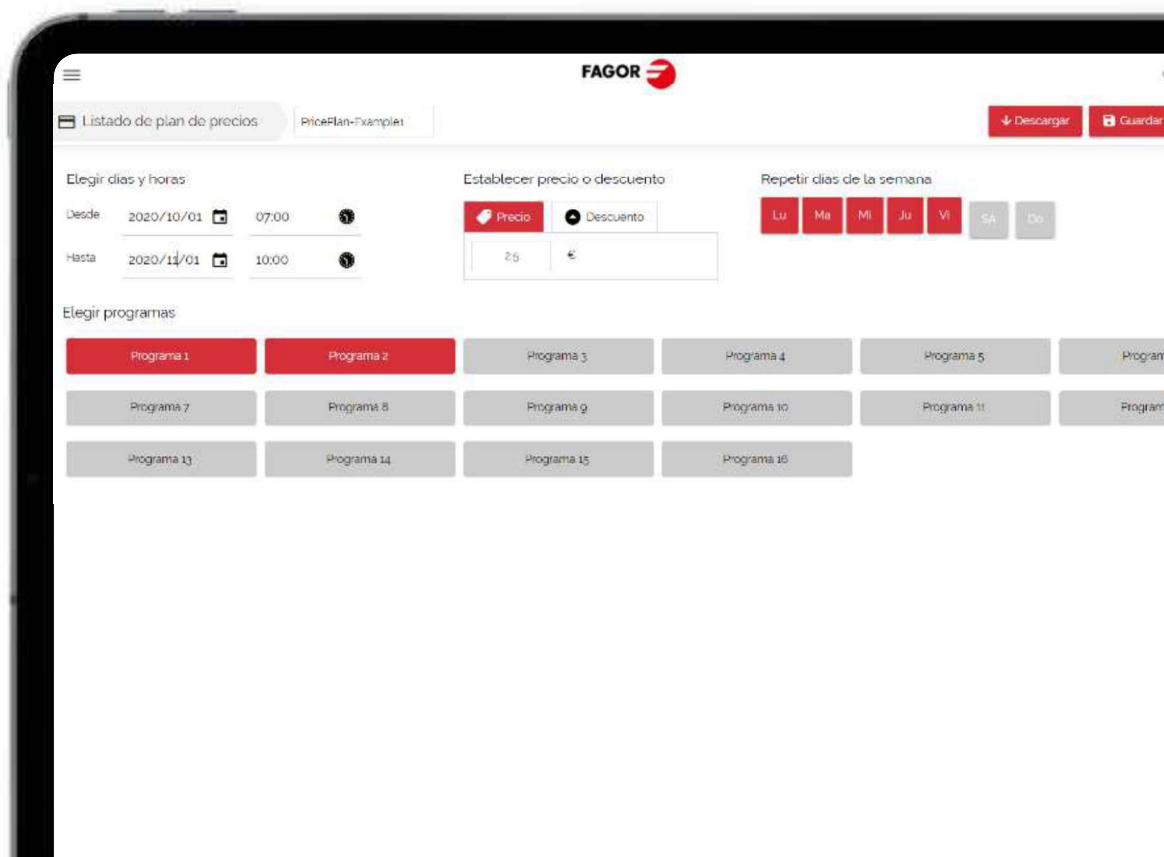 FAGOR
Listado de plan de precios
PricePlan-Example1
Descargar
Guardar
Elegir días y horas
Establecer precio o descuento
Repetir días de la semana
Desde
2020/10/01
07:00
Precio
Descuento
Lu
Ma
Mi
Ju
Vi
SA
Do
Hasta
2020/11/01
10:00
25
€
Elegir programas
Programa 1
Programa 2
Programa 3
Programa 4
Programa 5
Program
Programa 7
Programa 8
Programa 9
Programa 10
Programa 11
Program
Programa 13
Programa 14
Programa 15
Programa 16